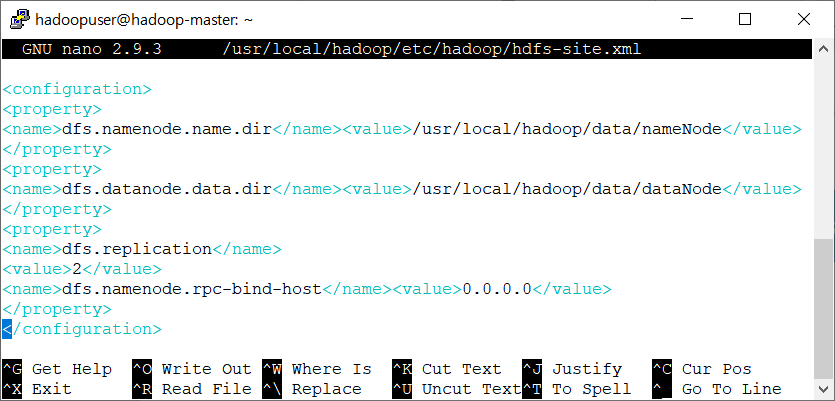 hadoopuser@hadoop-master: ~
GNU nano 2.9.3 /usr/local/hadoop/etc/hadoop/hdfs-site.xml
<configuration>
<property>
<name>dfs.namenode.name.dir</name><value>/usr/local/hadoop/data/nameNode</value>
</property>
<property>
<name>dfs.datanode.data.dir</name><value>/usr/local/hadoop/data/dataNode</value>
</property>
<property>
<name>dfs.replication</name>
<value>2</value>
<name>dfs.namenode.rpc-bind-host</name><value>0.0.0.0</value>
</property>
</configuration>
^G Get Help ^O Write Out ^W Where Is ^K Cut Text ^J Justify ^C Cur Pos
^X Exit ^R Read File ^\ Replace ^U Uncut Text ^T To Spell ^_ Go To Line